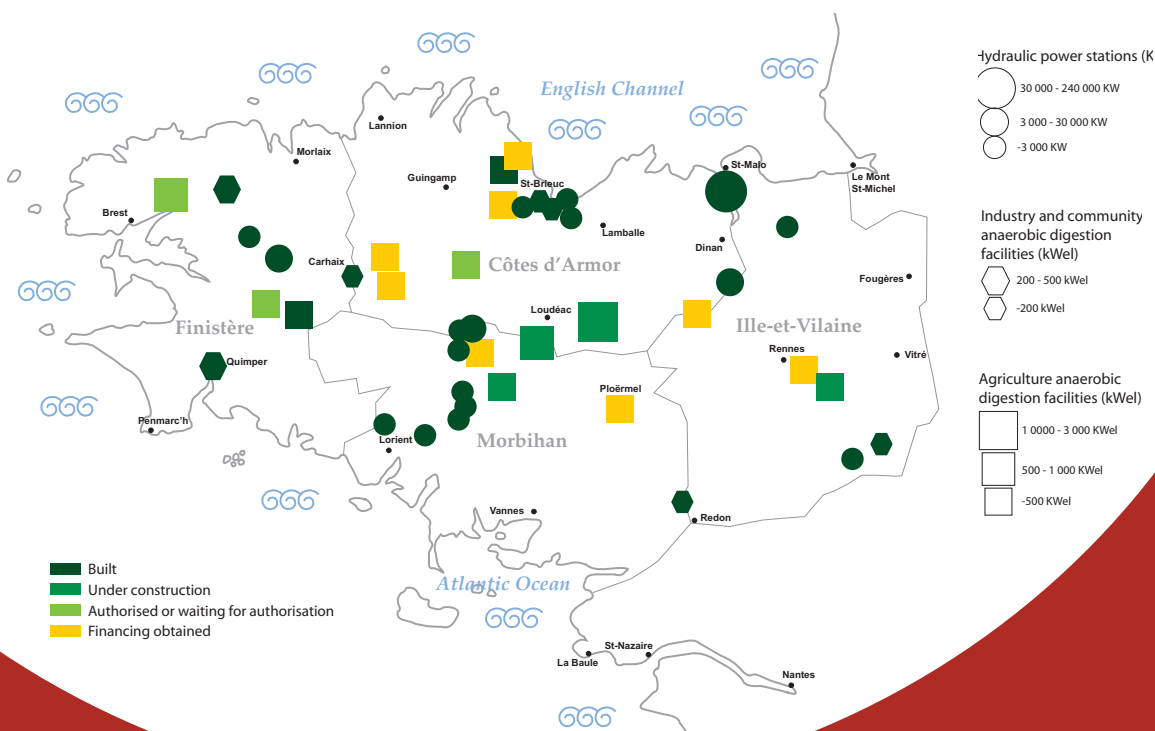 Hydraulic power stations (K
30 000 - 240 000 KW
3 000 - 30 000 KW
-3 000 KW
Industry and community
anaerobic digestion
facilities (kWel)
200 - 500 kWel
-200 kWel
Agriculture anaerobic
digestion facilities (kWel)
1 0000 - 3 000 KWel
500 - 1 000 KWel
-500 KWel
English Channel
Lannion
Morlaix
Guingamp
St-Brieuc
St-Malo
Le Mont
St-Michel
Brest
Lamballe
Dinan
Carhaix
Côtes d'Armor
Fougères
Loudéac
Finistère
Ille-et-Vilaine
Rennes
Vitré
Quimper
Ploërmel
Penmarc'h
Lorient
Morbihan
Vannes
Redon
Atlantic Ocean
Built
Under construction
Authorised or waiting for authorisation
Financing obtained
St-Nazaire
La Baule
Nantes